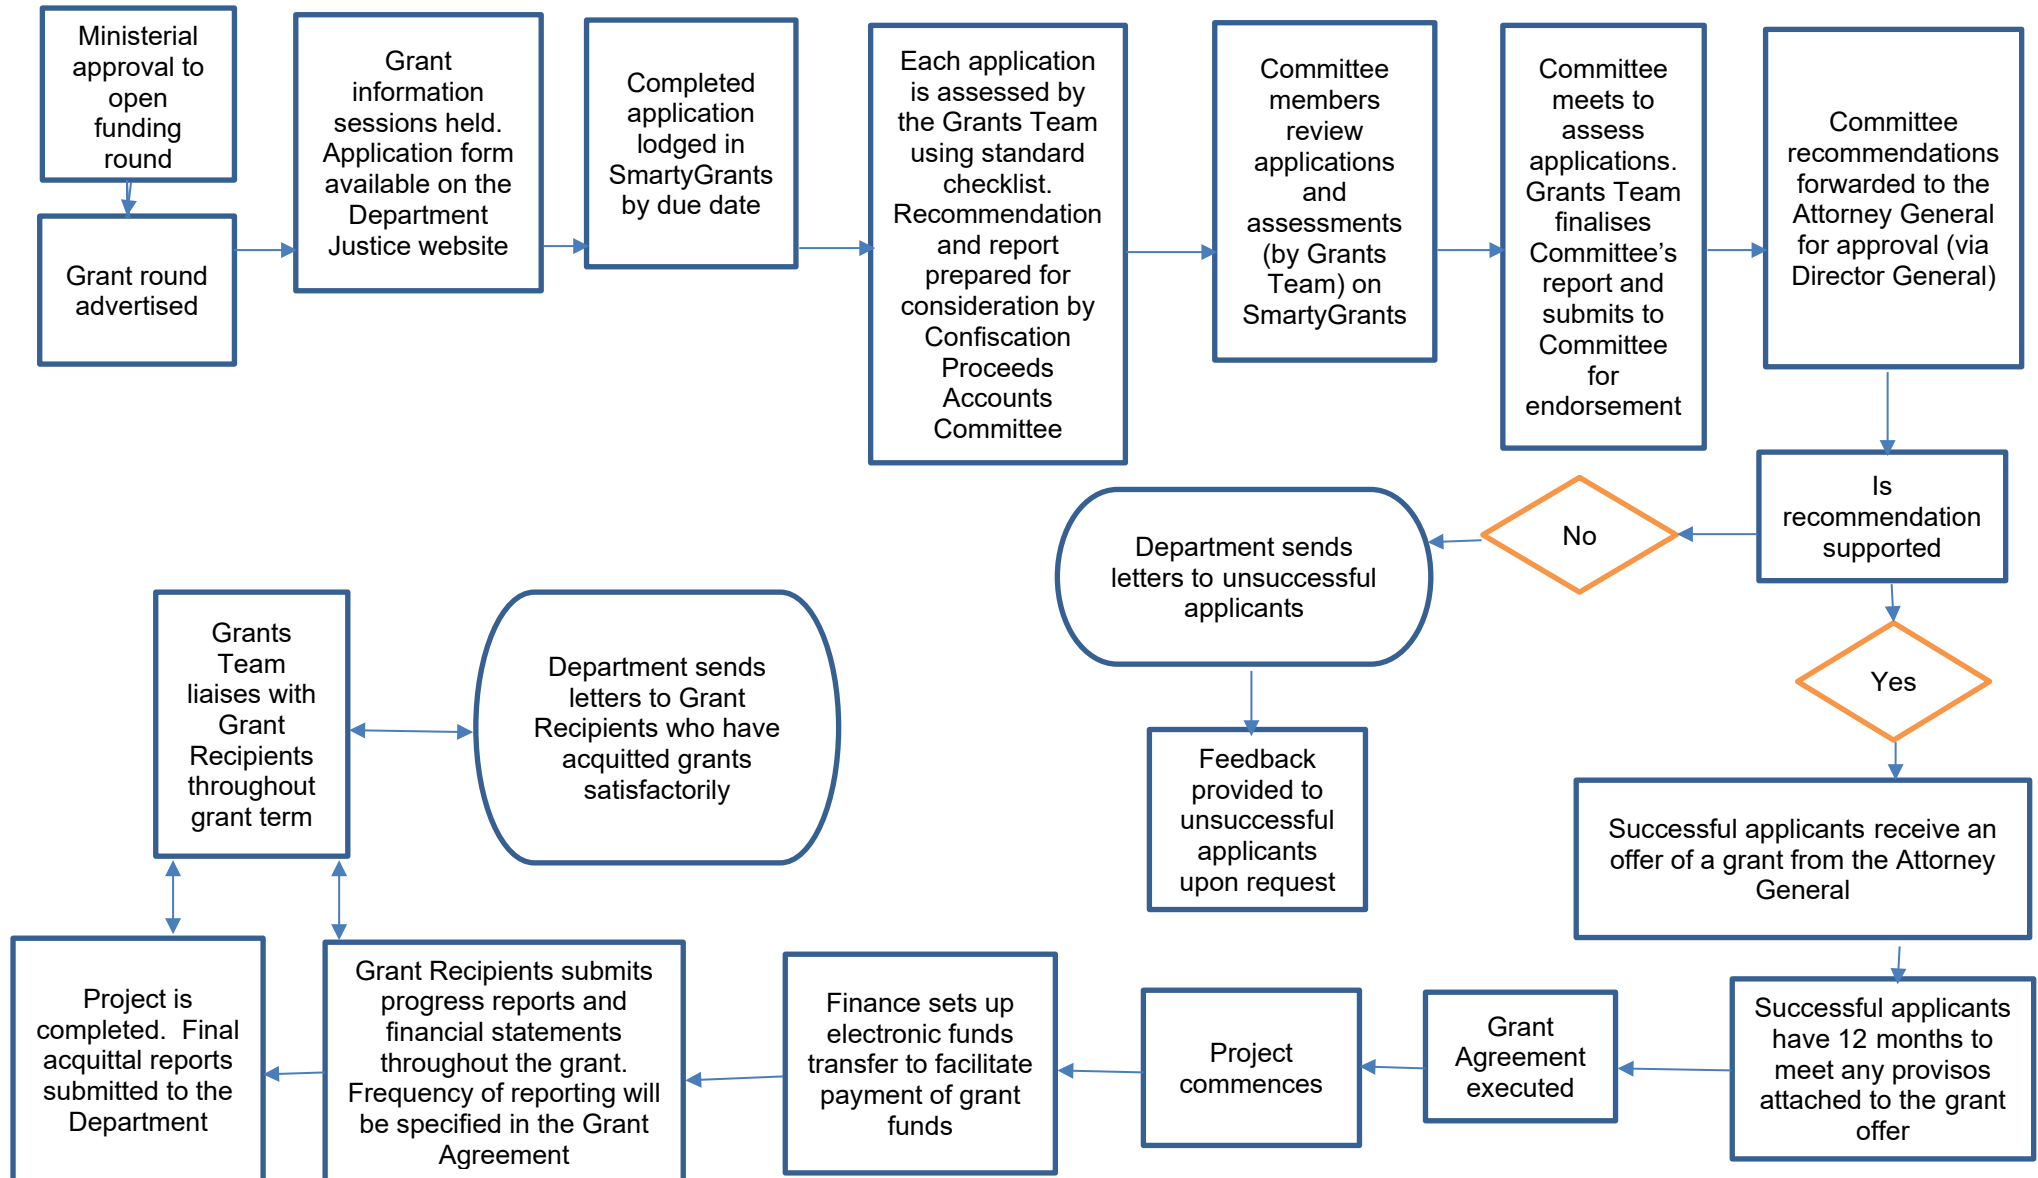 Ministerial
approval to
open
funding
round
Grant round
advertised
Grant
information
sessions held.
Application form
available on the
Department
Justice website
Completed
application
lodged in
SmartyGrants
by due date
Each application
is assessed by
the Grants Team
using standard
checklist.
Recommendation
and report
prepared for
consideration by
Confiscation
Proceeds
Accounts
Committee
Committee
members
review
applications
and
assessments
(by Grants
Team) on
SmartyGrants
Committee
meets to
assess
applications.
Grants Team
finalises
Committee’s
report and
submits to
Committee
for
endorsement
Committee
recommendations
forwarded to the
Attorney General
for approval (via
Director General)
Is
recommendation
supported
No
Department sends
letters to unsuccessful
applicants
Feedback
provided to
unsuccessful
applicants
upon request
Yes
Successful applicants receive an
offer of a grant from the Attorney
General
Successful applicants
have 12 months to
meet any provisos
attached to the grant
offer
Grant
Agreement
executed
Project
commences
Finance sets up
electronic funds
transfer to facilitate
payment of grant
funds
Grant Recipients submits
progress reports and
financial statements
throughout the grant.
Frequency of reporting will
be specified in the Grant
Agreement
Project is
completed.  Final
acquittal reports
submitted to the
Department
Grants
Team
liaises with
Grant
Recipients
throughout
grant term
Department sends
letters to Grant
Recipients who have
acquitted grants
satisfactorily